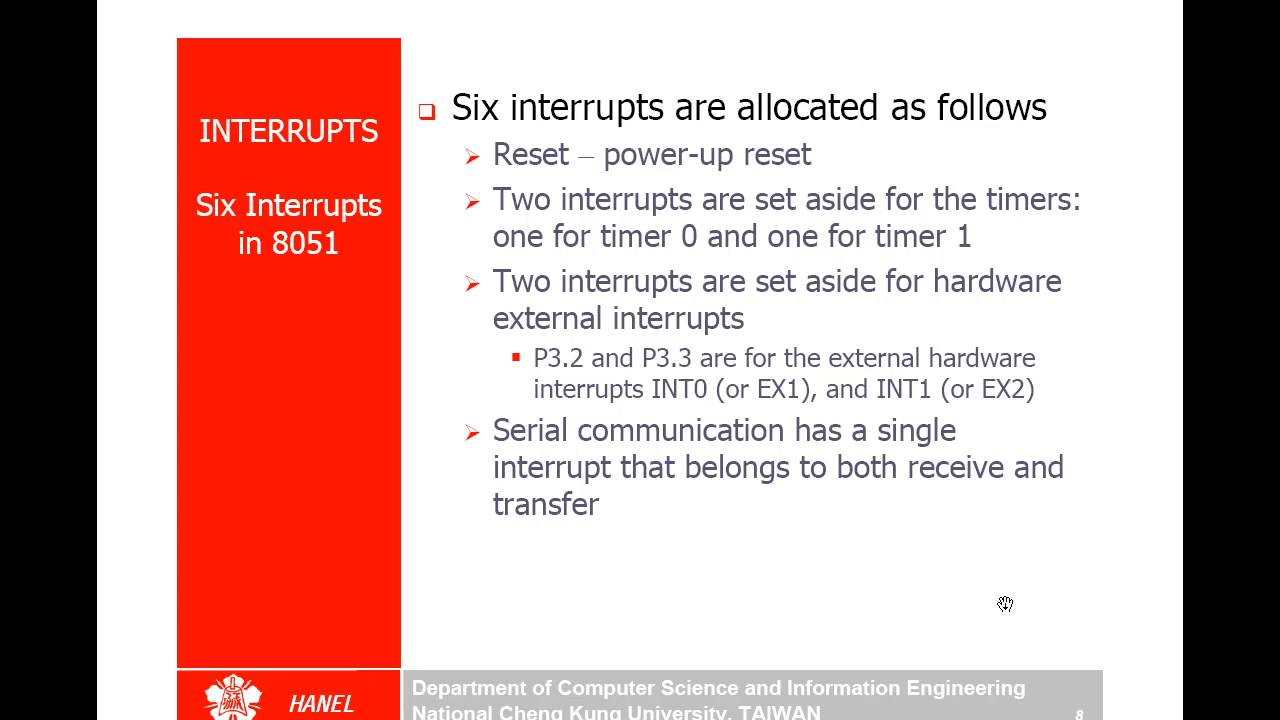 INTERRUPTS
Six Interrupts
in 8051
Six interrupts are allocated as follows
Reset – power-up reset
Two interrupts are set aside for the timers:
one for timer 0 and one for timer 1
Two interrupts are set aside for hardware
external interrupts
P3.2 and P3.3 are for the external hardware
interrupts INT0 (or EX1), and INT1 (or EX2)
Serial communication has a single
interrupt that belongs to both receive and
transfer
HANEL
Department of Computer Science and Information Engineering
National Cheng Kung University, TAIWAN
8